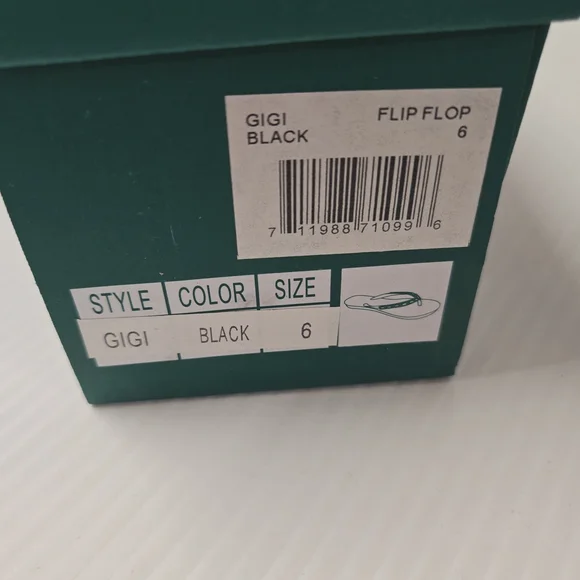 GIGI FLIP FLOP
BLACK 6
7 11988 71099 6
STYLE COLOR SIZE
GIGI BLACK 6